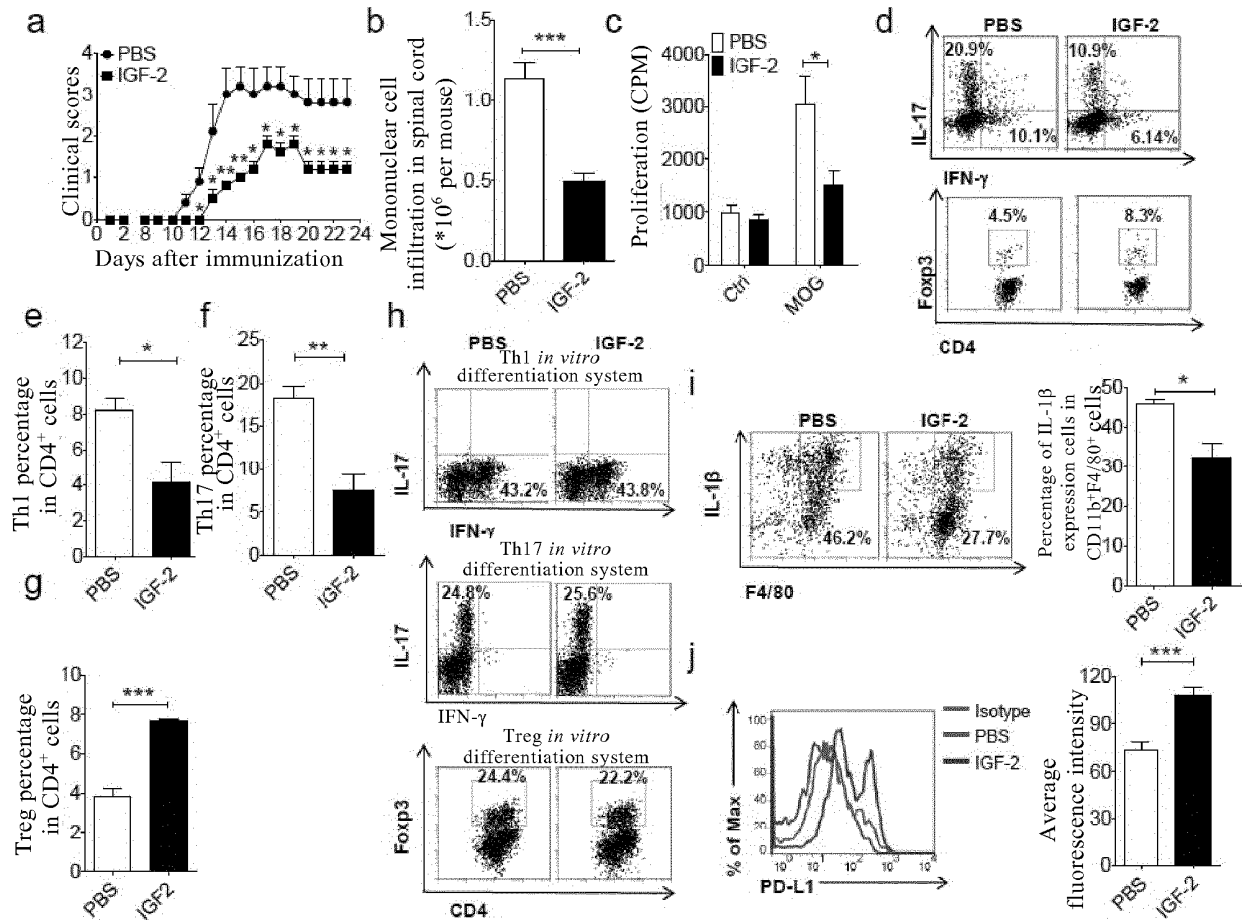 a
PBS
IGF-2
Clinical scores
4
3
2
1
0
0 2 4 6 8 10 12 14 16 18 20 22 24
Days after immunization
* * ** ** * * * * * * * *
b
Mononuclear cell
infiltration in spinal cord
(*10⁶ per mouse)
1.5
1.0
0.5
0.0
***
PBS
IGF-2
c
Proliferation (CPM)
4000
3000
2000
1000
0
PBS
IGF-2
*
Ctrl
MOG
d
PBS IGF-2
20.9% 10.9%
10.1% 6.14%
IL-17
IFN-γ
4.5% 8.3%
Foxp3
CD4
e
Th1 percentage
in CD4⁺ cells
12
10
8
6
4
2
0
*
PBS
IGF-2
f
Th17 percentage
in CD4⁺ cells
25
20
15
10
5
0
**
PBS
IGF-2
g
Treg percentage
in CD4⁺ cells
8
6
4
2
0
***
PBS
IGF2
h
PBS IGF-2
Th1 in vitro
differentiation system
IL-17
43.2% 43.8%
IFN-γ
Th17 in vitro
differentiation system
24.8% 25.6%
IL-17
IFN-γ
Treg in vitro
differentiation system
24.4% 22.2%
Foxp3
CD4
i
PBS IGF-2
IL-1β
46.2% 27.7%
F4/80
Percentage of IL-1β
expression cells in
CD11b⁺F4/80⁺ cells
50
40
30
20
10
0
*
PBS
IGF-2
j
% of Max
100
80
60
40
20
0
10⁰ 10¹ 10² 10³ 10⁴
PD-L1
Isotype
PBS
IGF-2
Average
fluorescence intensity
120
90
60
30
0
***
PBS
IGF-2